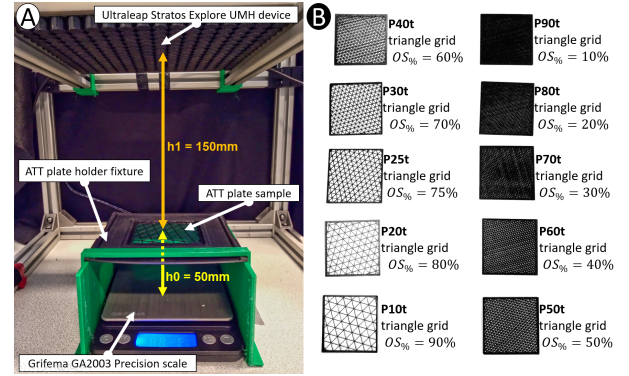 A
Ultraleap Stratos Explore UMH device
h1 = 150mm
ATT plate holder fixture
ATT plate sample
h0 = 50mm
Grifema GA2003 Precision scale
B
P40t
triangle grid
OS% = 60%
P30t
triangle grid
OS% = 70%
P25t
triangle grid
OS% = 75%
P20t
triangle grid
OS% = 80%
P10t
triangle grid
OS% = 90%
P90t
triangle grid
OS% = 10%
P80t
triangle grid
OS% = 20%
P70t
triangle grid
OS% = 30%
P60t
triangle grid
OS% = 40%
P50t
triangle grid
OS% = 50%